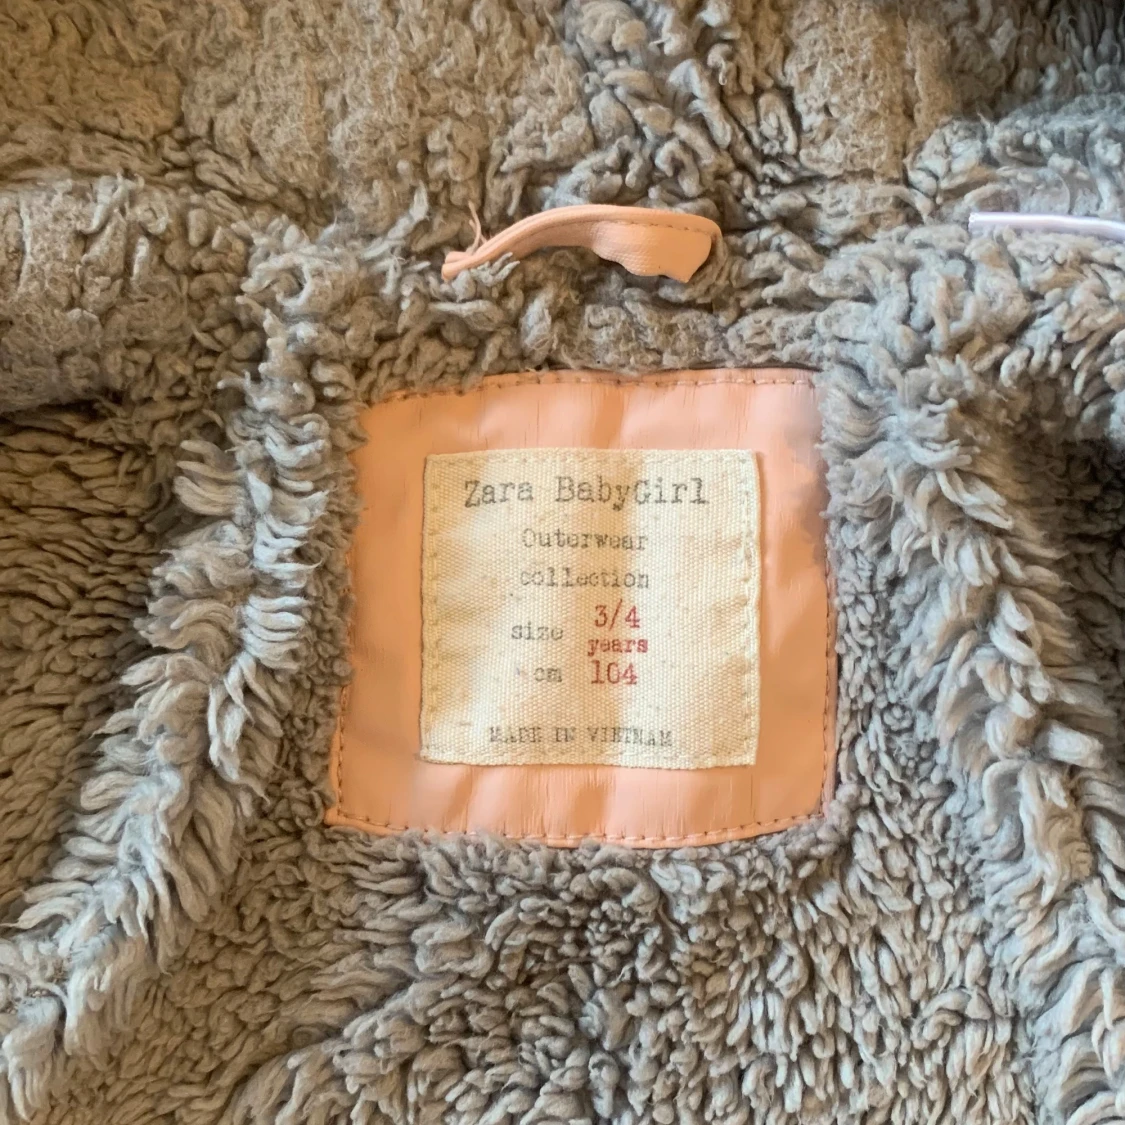 Zara BabyGirl
Outerwear
collection
size 3/4
years
cm 104
MADE IN VIETNAM